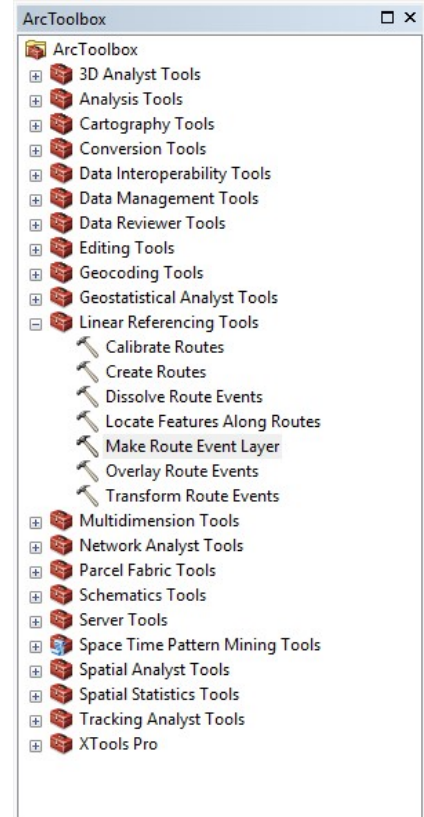 ArcToolbox
ArcToolbox
3D Analyst Tools
Analysis Tools
Cartography Tools
Conversion Tools
Data Interoperability Tools
Data Management Tools
Data Reviewer Tools
Editing Tools
Geocoding Tools
Geostatistical Analyst Tools
Linear Referencing Tools
Calibrate Routes
Create Routes
Dissolve Route Events
Locate Features Along Routes
Make Route Event Layer
Overlay Route Events
Transform Route Events
Multidimension Tools
Network Analyst Tools
Parcel Fabric Tools
Schematics Tools
Server Tools
Space Time Pattern Mining Tools
Spatial Analyst Tools
Spatial Statistics Tools
Tracking Analyst Tools
XTools Pro